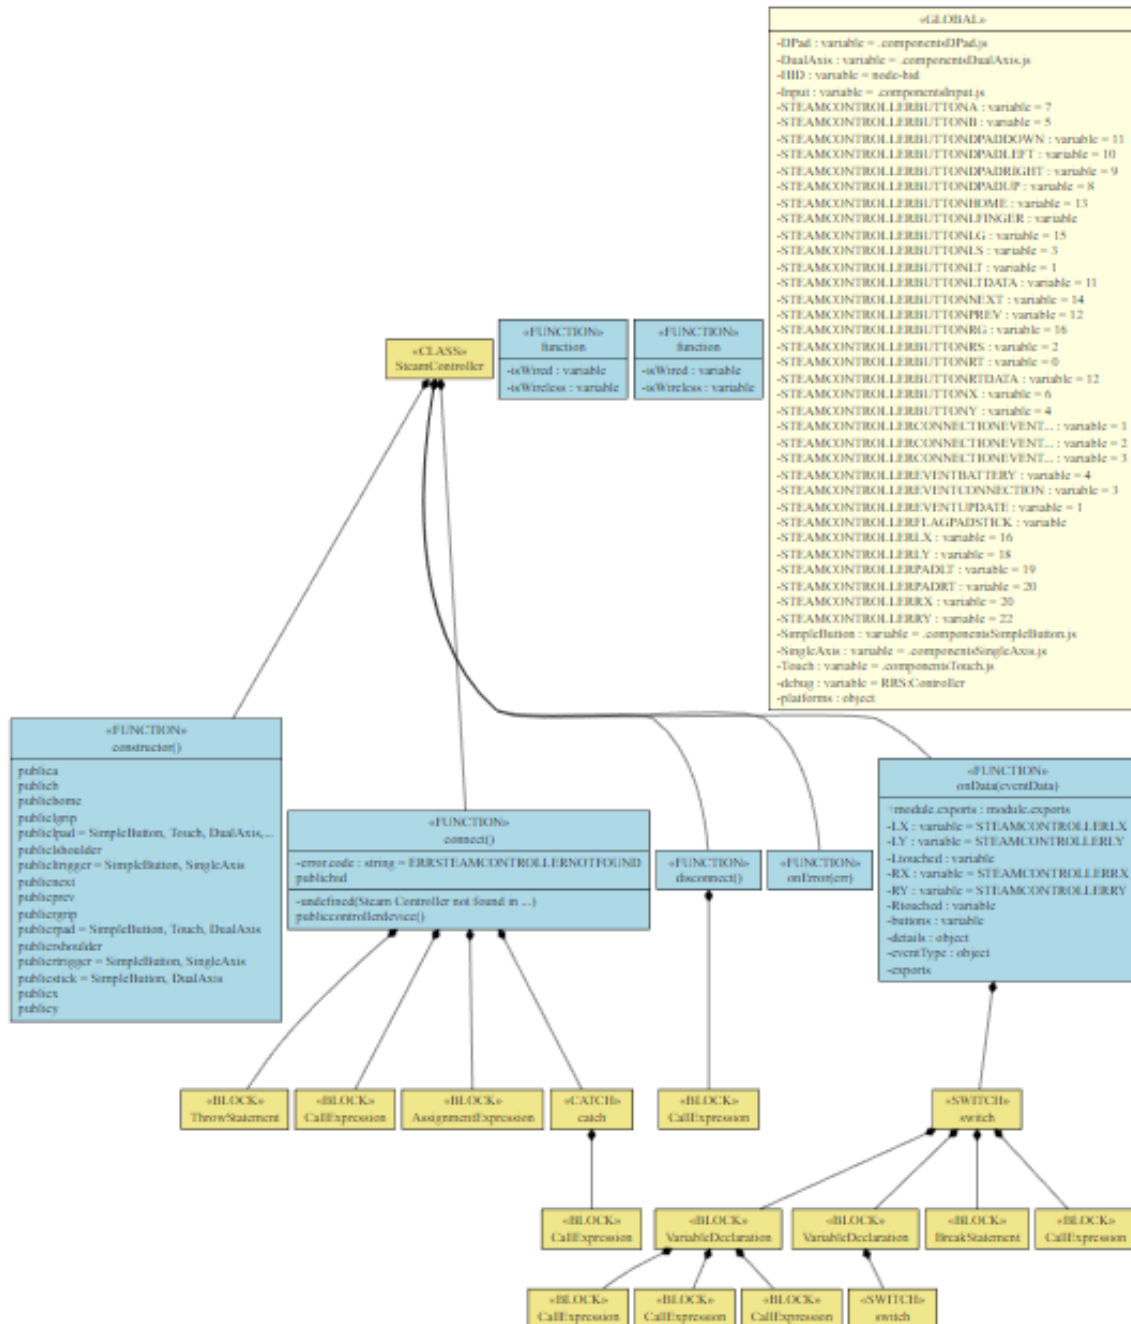 «GLOBAL»
-DPad : variable = .componentsDPad.js
-DualAxis : variable = .componentsDualAxis.js
-HID : variable = node-hid
-Input : variable = .componentsInput.js
-STEAMCONTROLLERBUTTONA : variable = 7
-STEAMCONTROLLERBUTTONB : variable = 5
-STEAMCONTROLLERBUTTONDPADDOWN : variable = 11
-STEAMCONTROLLERBUTTONDPADLEFT : variable = 10
-STEAMCONTROLLERBUTTONDPADRIGHT : variable = 9
-STEAMCONTROLLERBUTTONDPADUP : variable = 8
-STEAMCONTROLLERBUTTONHOME : variable = 13
-STEAMCONTROLLERBUTTONLFINGER : variable
-STEAMCONTROLLERBUTTONLG : variable = 15
-STEAMCONTROLLERBUTTONLS : variable = 3
-STEAMCONTROLLERBUTTONLT : variable = 1
-STEAMCONTROLLERBUTTONLTDATA : variable = 11
-STEAMCONTROLLERBUTTONNEXT : variable = 14
-STEAMCONTROLLERBUTTONPREV : variable = 12
-STEAMCONTROLLERBUTTONRG : variable = 16
-STEAMCONTROLLERBUTTONRS : variable = 2
-STEAMCONTROLLERBUTTONRT : variable = 0
-STEAMCONTROLLERBUTTONRTDATA : variable = 12
-STEAMCONTROLLERBUTTONX : variable = 6
-STEAMCONTROLLERBUTTONY : variable = 4
-STEAMCONTROLLERCONNECTIONEVENT... : variable = 1
-STEAMCONTROLLERCONNECTIONEVENT... : variable = 2
-STEAMCONTROLLERCONNECTIONEVENT... : variable = 3
-STEAMCONTROLLEREVENTBATTERY : variable = 4
-STEAMCONTROLLEREVENTCONNECTION : variable = 3
-STEAMCONTROLLEREVENTUPDATE : variable = 1
-STEAMCONTROLLERFLAGPADSTICK : variable
-STEAMCONTROLLERLX : variable = 16
-STEAMCONTROLLERLY : variable = 18
-STEAMCONTROLLERPADLT : variable = 19
-STEAMCONTROLLERPADRT : variable = 20
-STEAMCONTROLLERRX : variable = 20
-STEAMCONTROLLERRY : variable = 22
-SimpleButton : variable = .componentsSimpleButton.js
-SingleAxis : variable = .componentsSingleAxis.js
-Touch : variable = .componentsTouch.js
-debug : variable = RRS:Controller
-platforms : object
«CLASS»
SteamController
«FUNCTION»
function
-isWired : variable
-isWireless : variable
«FUNCTION»
function
-isWired : variable
-isWireless : variable
«FUNCTION»
constructor()
publica
publicb
publichome
publiclgrip
publiclpad = SimpleButton, Touch, DualAxis,...
publiclshoulder
publicltrigger = SimpleButton, SingleAxis
publicnext
publicprev
publicrgrip
publicrpad = SimpleButton, Touch, DualAxis
publicrshoulder
publicrtrigger = SimpleButton, SingleAxis
publicstick = SimpleButton, DualAxis
publicx
publicy
«FUNCTION»
connect()
-error.code : string = ERRSTEAMCONTROLLERNOTFOUND
publichid
-undefined(Steam Controller not found in ...)
publiccontrollerdevice()
«FUNCTION»
disconnect()
«FUNCTION»
onError(err)
«FUNCTION»
onData(eventData)
+module.exports : module.exports
-LX : variable = STEAMCONTROLLERLX
-LY : variable = STEAMCONTROLLERLY
-Ltouched : variable
-RX : variable = STEAMCONTROLLERRX
-RY : variable = STEAMCONTROLLERRY
-Rtouched : variable
-buttons : variable
-details : object
-eventType : object
-exports
«BLOCK»
ThrowStatement
«BLOCK»
CallExpression
«BLOCK»
AssignmentExpression
«CATCH»
catch
«BLOCK»
CallExpression
«SWITCH»
switch
«BLOCK»
CallExpression
«BLOCK»
VariableDeclaration
«BLOCK»
VariableDeclaration
«BLOCK»
BreakStatement
«BLOCK»
CallExpression
«BLOCK»
CallExpression
«BLOCK»
CallExpression
«BLOCK»
CallExpression
«SWITCH»
switch